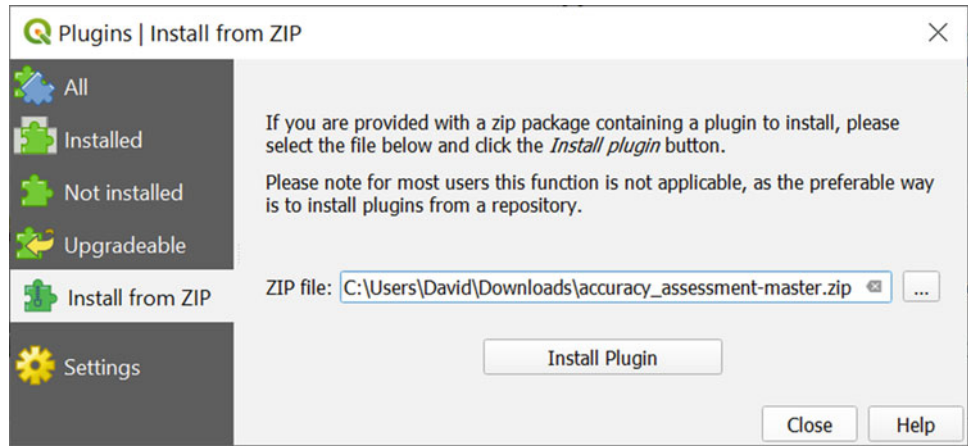 Plugins | Install from ZIP
All
Installed
Not installed
Upgradeable
Install from ZIP
Settings
If you are provided with a zip package containing a plugin to install, please
select the file below and click the Install plugin button.
Please note for most users this function is not applicable, as the preferable way
is to install plugins from a repository.
ZIP file: C:\Users\David\Downloads\accuracy_assessment-master.zip ...
Install Plugin
Close Help